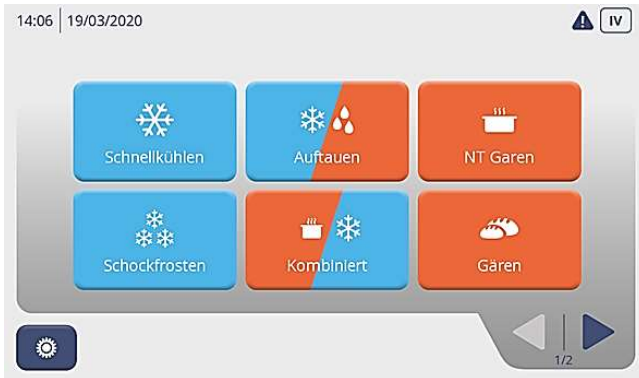 14:06 19/03/2020
IV
Schnellkühlen
Auftauen
NT Garen
Schockfrosten
Kombiniert
Gären
1/2